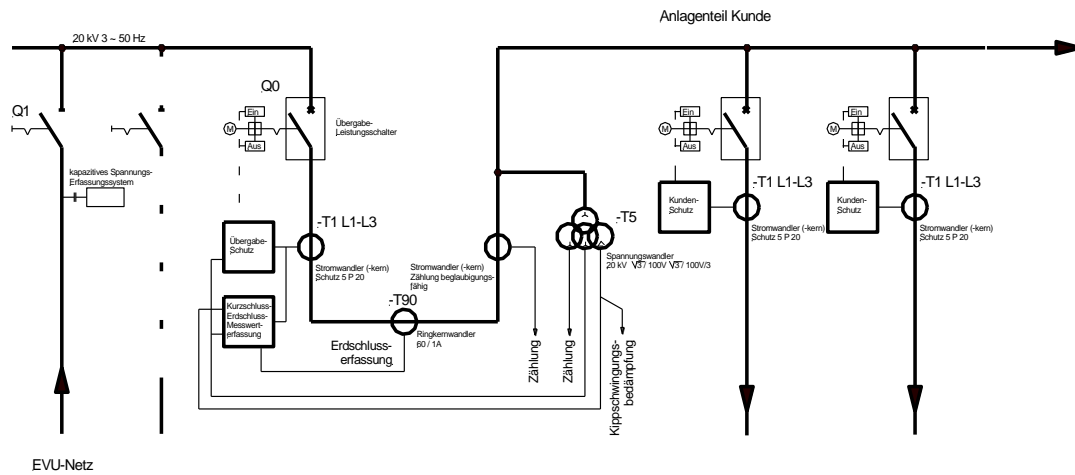 Anlagenteil Kunde
20 kV 3 ~ 50 Hz
Q1
Q0
Ein
M
Aus
Übergabe-
Leistungsschalter
Ein
M
Aus
Ein
M
Aus
kapazitives Spannungs-
Erfassungssystem
-T1 L1-L3
Übergabe-
Schutz
Stromwandler (-kern)
Schutz 5 P 20
Stromwandler (-kern)
Zählung beglaubigungs-
fähig
-T5
Spannungswandler
20 kV √3 / 100V √3 / 100V/3
Kunden-
Schutz
-T1 L1-L3
Stromwandler (-kern)
Schutz 5 P 20
Kunden-
Schutz
-T1 L1-L3
Stromwandler (-kern)
Schutz 5 P 20
Kurzschluss-
Erdschluss-
Messwert-
erfassung
-T90
Ringkernwandler
60 / 1A
Erdschluss-
erfassung
Zählung
Zählung
Kippschwingungs-
bedämpfung
EVU-Netz